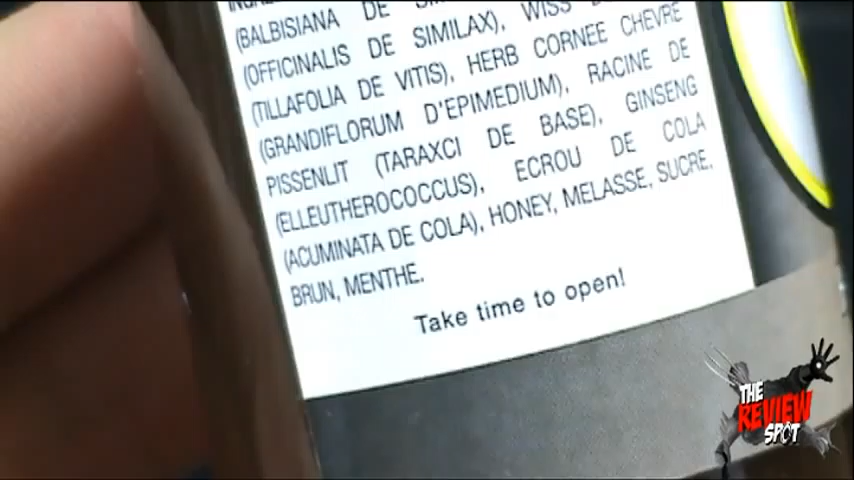 (BALBISIANA DE
(OFFICINALIS DE SIMILAX), WISS
(TILLAFOLIA DE VITIS), HERB CORNEE CHEVRE
(GRANDIFLORUM D'EPIMEDIUM), RACINE DE
PISSENLIT (TARAXCI DE BASE), GINSENG
(ELLEUTHEROCOCCUS), ECROU DE COLA
(ACUMINATA DE COLA), HONEY, MELASSE, SUCRE,
BRUN, MENTHE.
Take time to open!
THE
REVIEW
SPOT